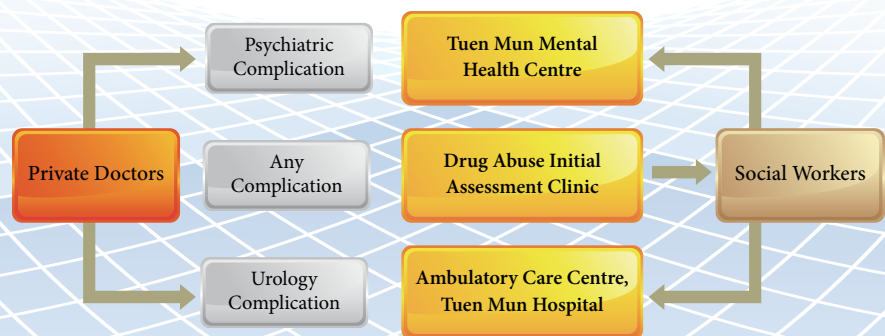 Psychiatric
Complication
Tuen Mun Mental
Health Centre
Private Doctors
Any
Complication
Drug Abuse Initial
Assessment Clinic
Social Workers
Urology
Complication
Ambulatory Care Centre,
Tuen Mun Hospital